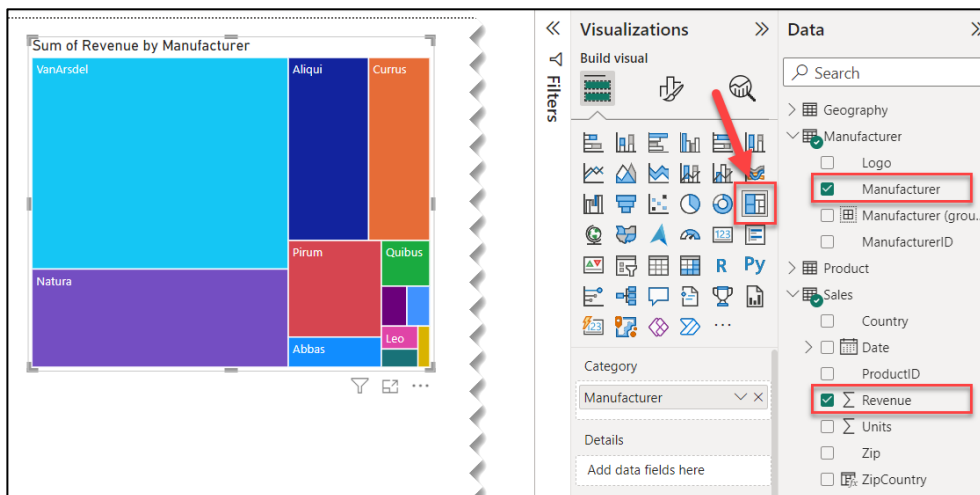 Sum of Revenue by Manufacturer
VanArsdel
Aliqui
Currus
Natura
Pirum
Quibus
Abbas
Leo
Filters
Visualizations
Build visual
123
R
Py
123
Category
Manufacturer
Details
Add data fields here
Data
Search
Geography
Manufacturer
Logo
Manufacturer
Manufacturer (grou...
ManufacturerID
Product
Sales
Country
Date
ProductID
Revenue
Units
Zip
ZipCountry